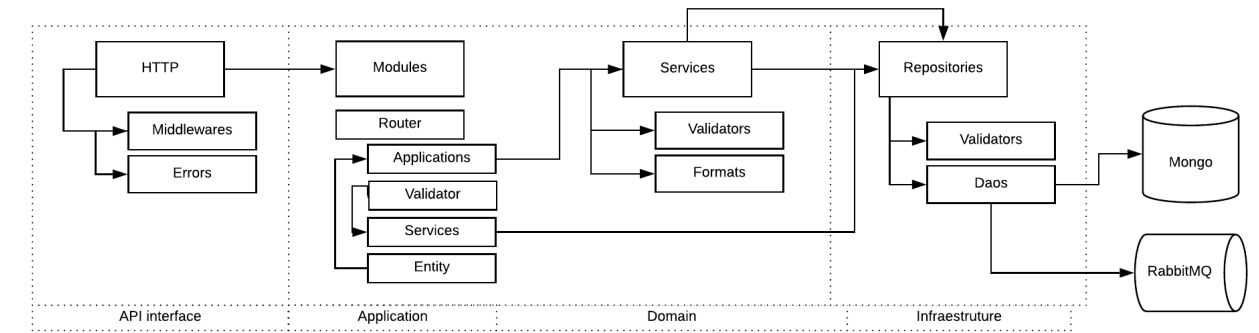 HTTP
Middlewares
Errors
Modules
Router
Applications
Validator
Services
Entity
Services
Validators
Formats
Repositories
Validators
Daos
Mongo
RabbitMQ
API interface
Application
Domain
Infraestruture